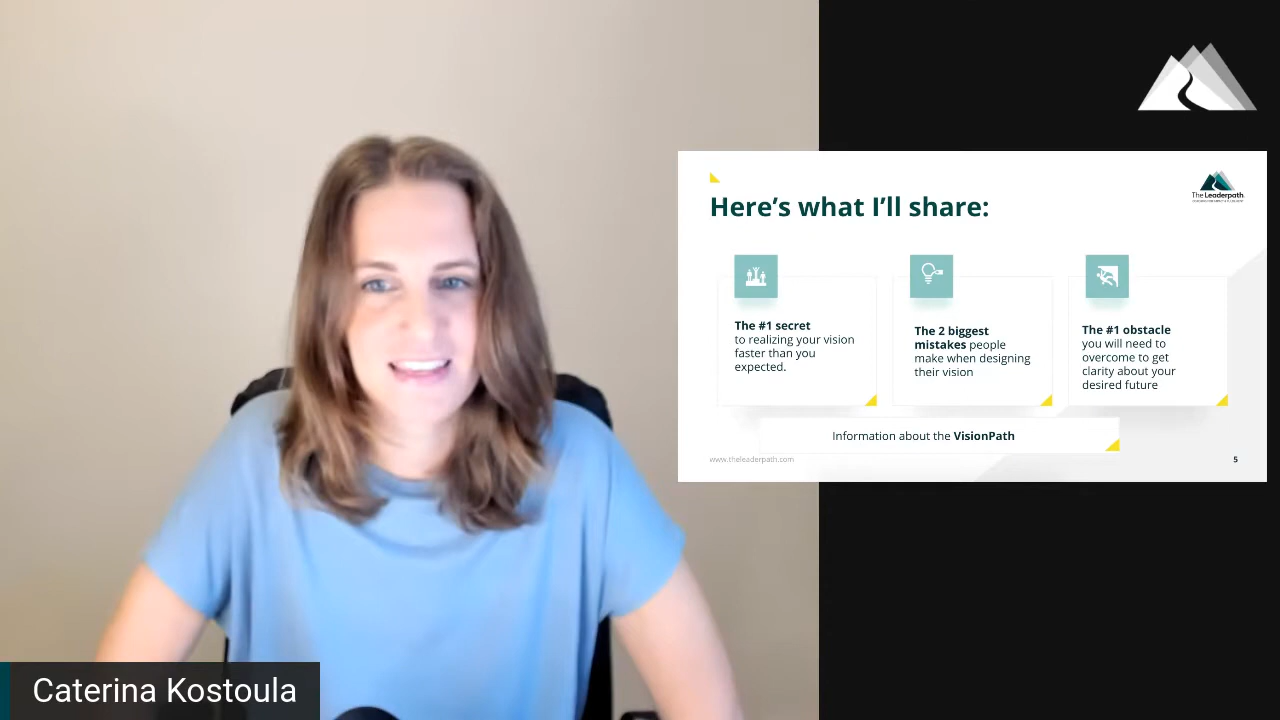 Here's what I'll share:
The Leaderpath
The #1 secret
to realizing your vision
faster than you
expected.
The 2 biggest
mistakes people
make when designing
their vision
The #1 obstacle
you will need to
overcome to get
clarity about your
desired future
Information about the VisionPath
www.theleaderpath.com
5
Caterina Kostoula